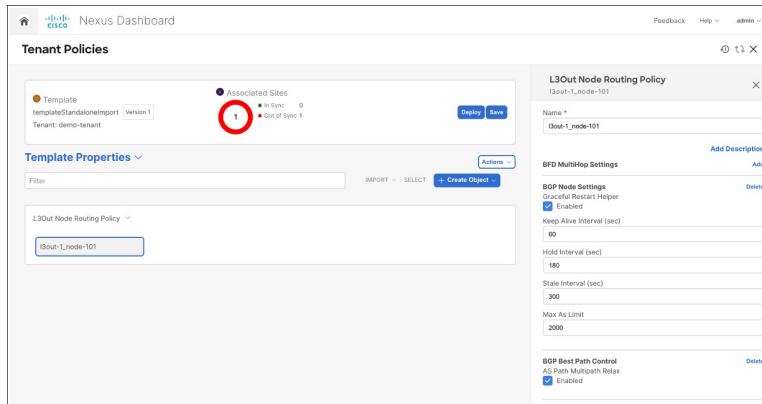 CISCO Nexus Dashboard
Feedback Help admin
Tenant Policies
Template
templateStandaloneImport Version 1
Tenant: demo-tenant
Associated Sites
1
In Sync 0
Out of Sync 1
Deploy Save
Template Properties
Actions
Filter
IMPORT SELECT + Create Object
L3Out Node Routing Policy
l3out-1_node-101
L3Out Node Routing Policy
l3out-1_node-101
Name *
l3out-1_node-101
Add Description
BFD MultiHop Settings Add
BGP Node Settings Delete
Graceful Restart Helper
Enabled
Keep Alive Interval (sec)
60
Hold Interval (sec)
180
Stale Interval (sec)
300
Max As Limit
2000
BGP Best Path Control Delete
AS Path Multipath Relax
Enabled